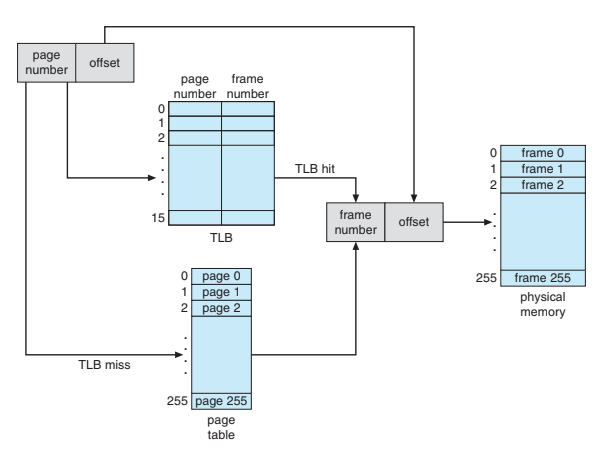 page
number
offset
page
number
frame
number
0
1
2
.
.
.
.
15
TLB
TLB hit
frame
number
offset
0 frame 0
1 frame 1
2 frame 2
.
.
.
.
255 frame 255
physical
memory
0 page 0
1 page 1
2 page 2
.
.
.
.
255 page 255
page
table
TLB miss